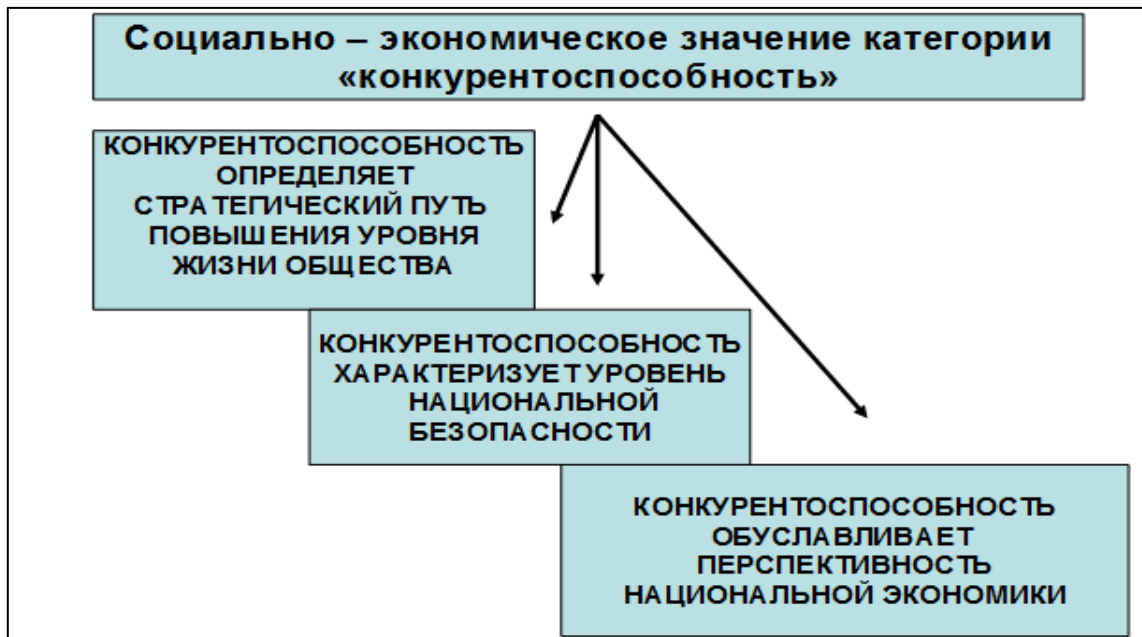 Социально – экономическое значение категории
«конкурентоспособность»
КОНКУРЕНТОСПОСОБНОСТЬ
ОПРЕДЕЛЯЕТ
СТРАТЕГИЧЕСКИЙ ПУТЬ
ПОВЫШЕНИЯ УРОВНЯ
ЖИЗНИ ОБЩЕСТВА
КОНКУРЕНТОСПОСОБНОСТЬ
ХАРАКТЕРИЗУЕТ УРОВЕНЬ
НАЦИОНАЛЬНОЙ
БЕЗОПАСНОСТИ
КОНКУРЕНТОСПОСОБНОСТЬ
ОБУСЛАВЛИВАЕТ
ПЕРСПЕКТИВНОСТЬ
НАЦИОНАЛЬНОЙ ЭКОНОМИКИ